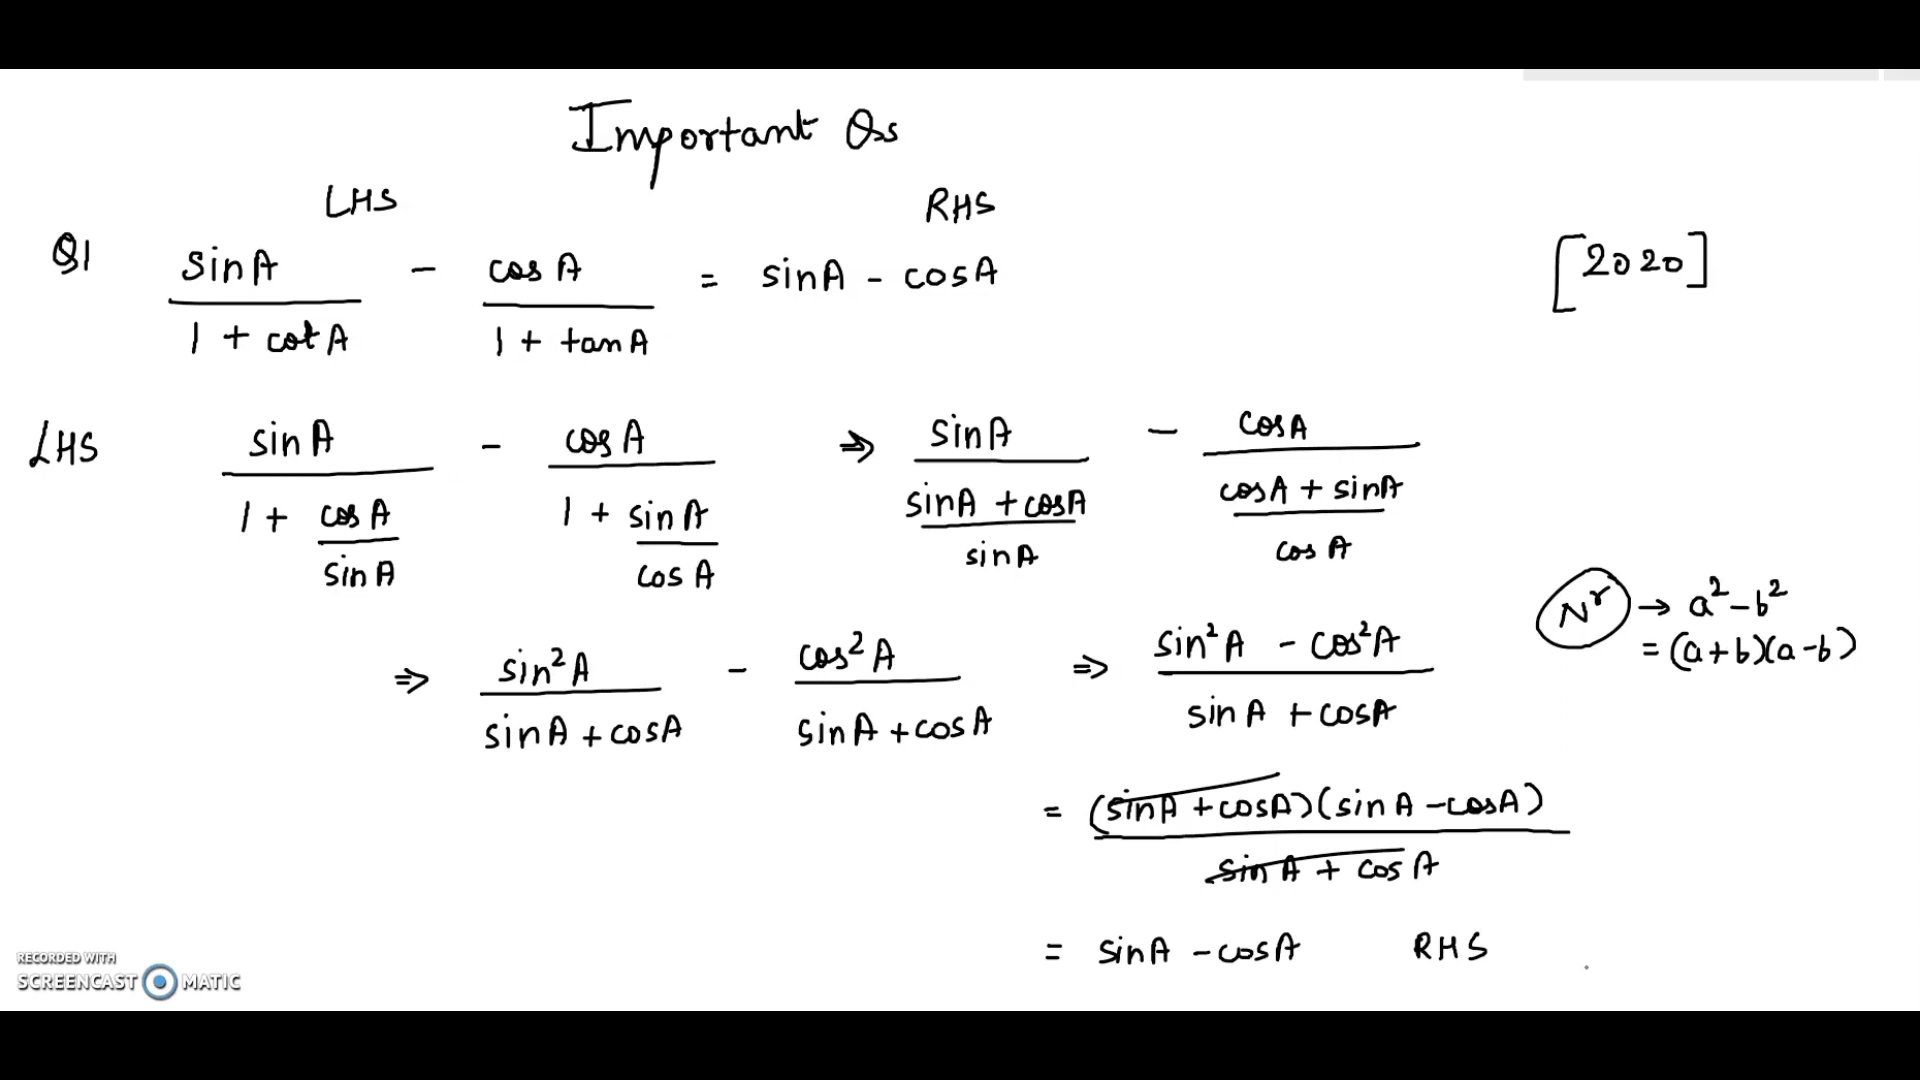 Important Qs
LHS RHS
Q1 sinA / (1 + cotA) - cosA / (1 + tanA) = sinA - cosA [2020]
LHS sinA / (1 + cosA/sinA) - cosA / (1 + sinA/cosA) ⇒ sinA / ((sinA + cosA)/sinA) - cosA / ((cosA + sinA)/cosA)
⇒ sin²A / (sinA + cosA) - cos²A / (sinA + cosA) ⇒ (sin²A - cos²A) / (sinA + cosA)
Nʳ → a² - b²
= (a+b)(a-b)
= (sinA + cosA)(sinA - cosA) / (sinA + cosA)
= sinA - cosA RHS
RECORDED WITH
SCREENCAST MATIC